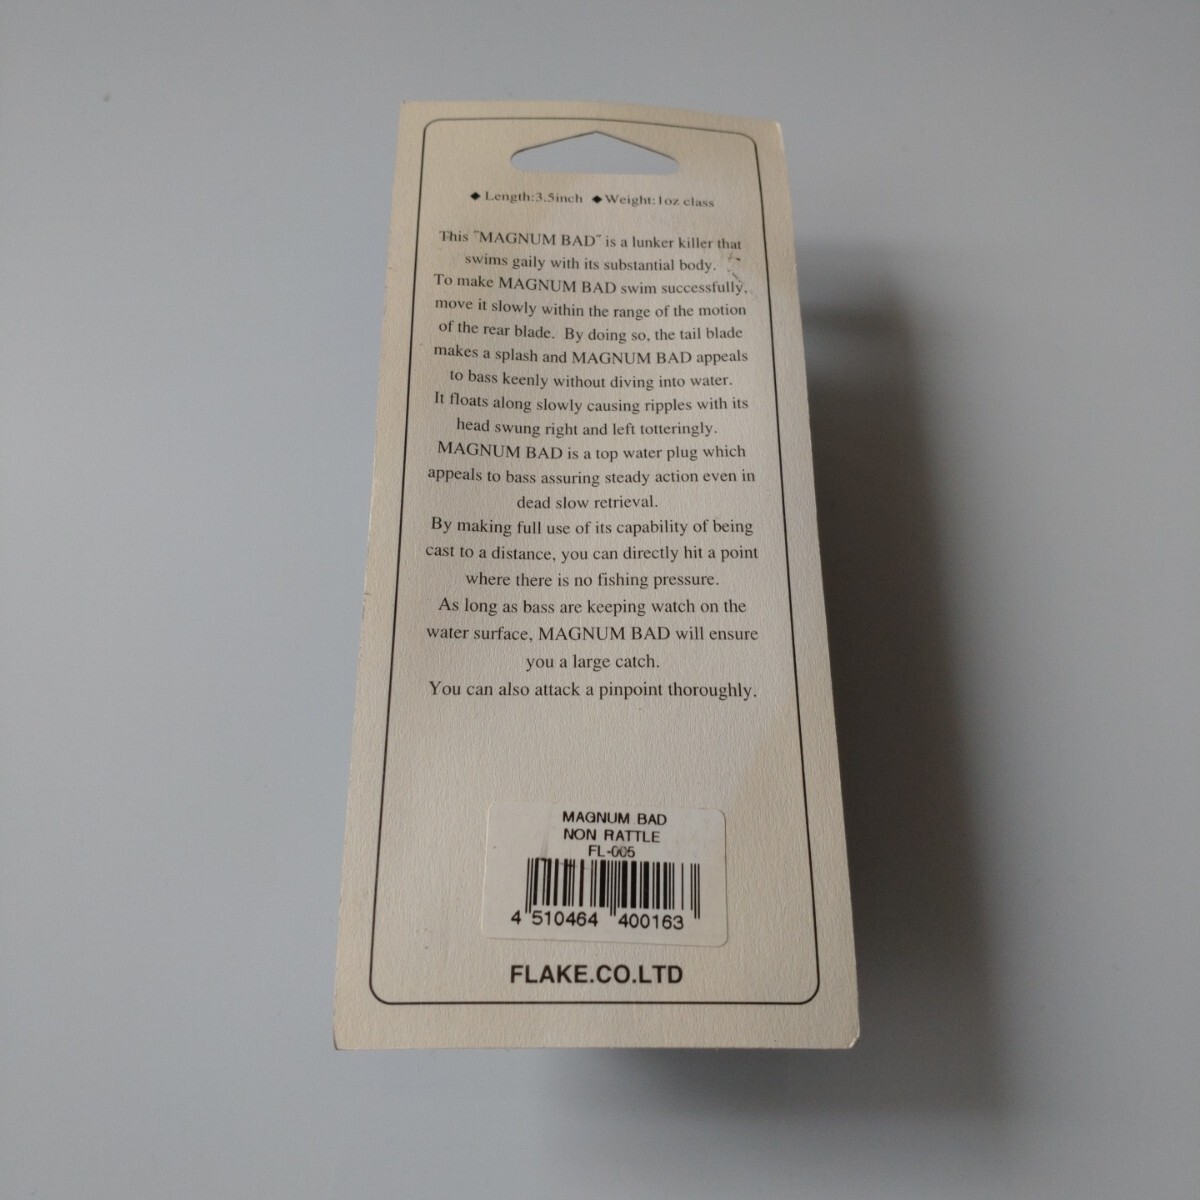 ◆Length:3.5inch ◆Weight:1oz class
This "MAGNUM BAD" is a lunker killer that
swims gaily with its substantial body.
To make MAGNUM BAD swim successfully,
move it slowly within the range of the motion
of the rear blade. By doing so, the tail blade
makes a splash and MAGNUM BAD appeals
to bass keenly without diving into water.
It floats along slowly causing ripples with its
head swung right and left totteringly.
MAGNUM BAD is a top water plug which
appeals to bass assuring steady action even in
dead slow retrieval.
By making full use of its capability of being
cast to a distance, you can directly hit a point
where there is no fishing pressure.
As long as bass are keeping watch on the
water surface, MAGNUM BAD will ensure
you a large catch.
You can also attack a pinpoint thoroughly.
MAGNUM BAD
NON RATTLE
FL-005
4 510464 400163
FLAKE.CO.LTD